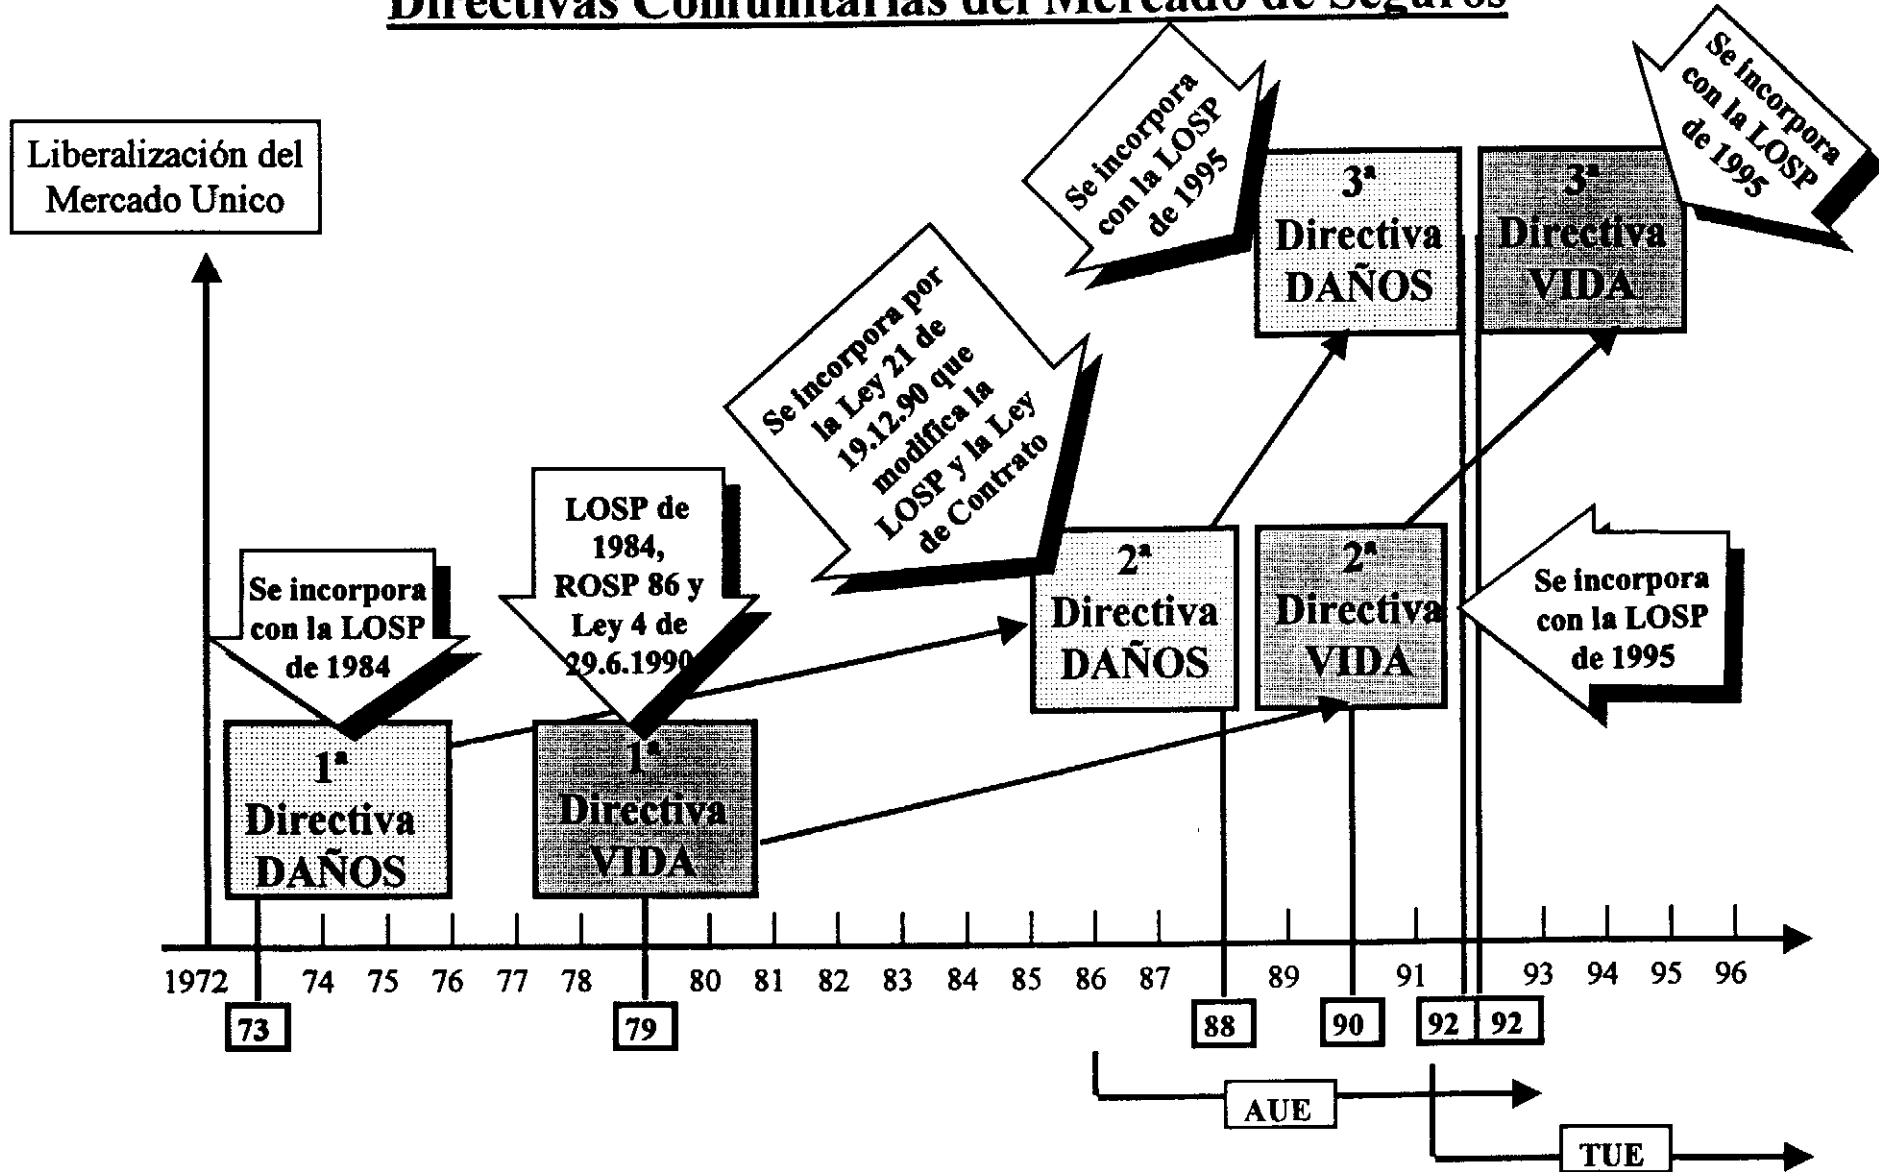 Directivas Comunitarias del Mercado de Seguros
Liberalización del
Mercado Unico
Se incorpora
con la LOSP
de 1995
Se incorpora
con la LOSP
de 1995
3ª
Directiva
DAÑOS
3ª
Directiva
VIDA
Se incorpora por
la Ley 21 de
19.12.90 que
modifica la
LOSP y la Ley
de Contrato
LOSP de
1984,
ROSP 86 y
Ley 4 de
29.6.1990
Se incorpora
con la LOSP
de 1984
2ª
Directiva
DAÑOS
2ª
Directiva
VIDA
Se incorpora
con la LOSP
de 1995
1ª
Directiva
DAÑOS
1ª
Directiva
VIDA
1972 74 75 76 77 78 80 81 82 83 84 85 86 87 89 91 93 94 95 96
73 79 88 90 92 92
AUE
TUE